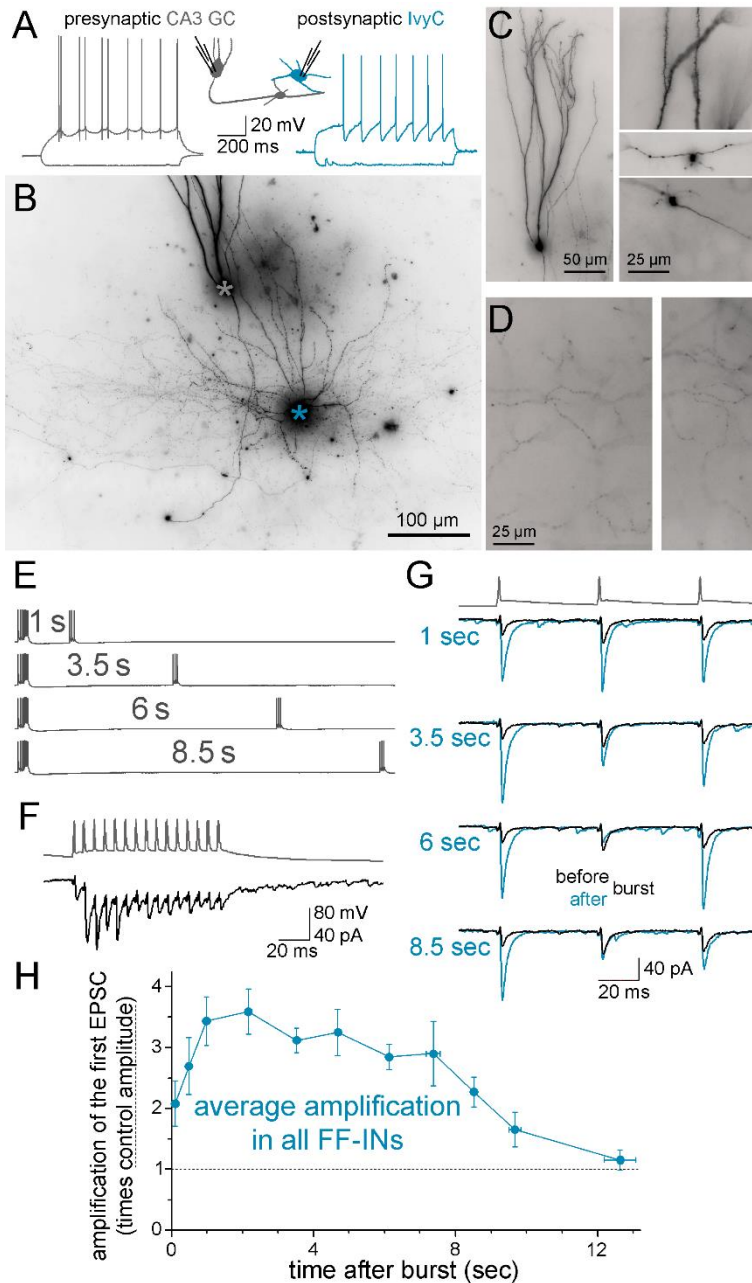 A
presynaptic CA3 GC
postsynaptic IvyC
20 mV
200 ms
B
*
*
100 µm
C
50 µm
25 µm
D
25 µm
E
1 s
3.5 s
6 s
8.5 s
F
80 mV
40 pA
20 ms
G
1 sec
3.5 sec
6 sec
before
after
burst
8.5 sec
40 pA
20 ms
H
amplification of the first EPSC
(times control amplitude)
4
3
2
1
0
average amplification
in all FF-INs
0
4
8
12
time after burst (sec)